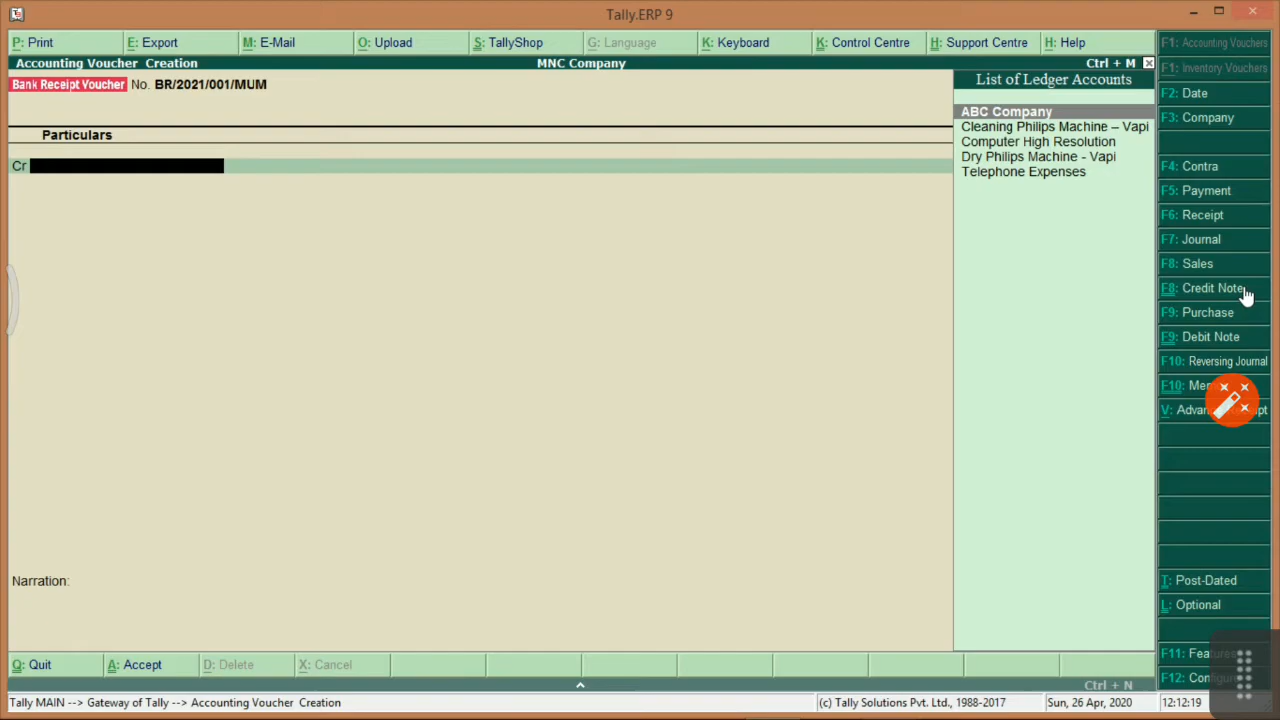 Tally.ERP 9
P: Print E: Export M: E-Mail O: Upload S: TallyShop G: Language K: Keyboard K: Control Centre H: Support Centre H: Help
Accounting Voucher Creation MNC Company Ctrl + M
Bank Receipt Voucher No. BR/2021/001/MUM
Particulars
Cr
Narration:
List of Ledger Accounts
ABC Company
Cleaning Philips Machine – Vapi
Computer High Resolution
Dry Philips Machine - Vapi
Telephone Expenses
F1: Accounting Vouchers
F1: Inventory Vouchers
F2: Date
F3: Company
F4: Contra
F5: Payment
F6: Receipt
F7: Journal
F8: Sales
F8: Credit Note
F9: Purchase
F9: Debit Note
F10: Reversing Journal
F10:
V:
T: Post-Dated
L: Optional
F11:
F12:
Q: Quit A: Accept D: Delete X: Cancel
Ctrl + N
Tally MAIN --> Gateway of Tally --> Accounting Voucher Creation (c) Tally Solutions Pvt. Ltd., 1988-2017 Sun, 26 Apr, 2020 12:12:19